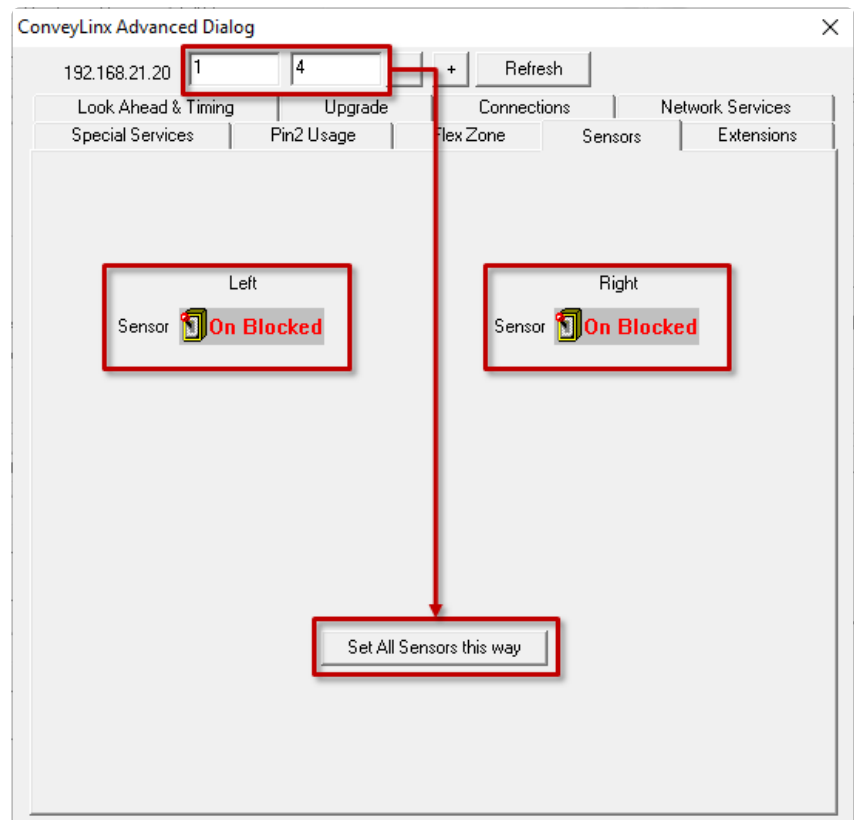 ConveyLinx Advanced Dialog
192.168.21.20 1 4 + Refresh
Look Ahead & Timing Upgrade Connections Network Services
Special Services Pin2 Usage Flex Zone Sensors Extensions
Left Right
Sensor On Blocked Sensor On Blocked
Set All Sensors this way